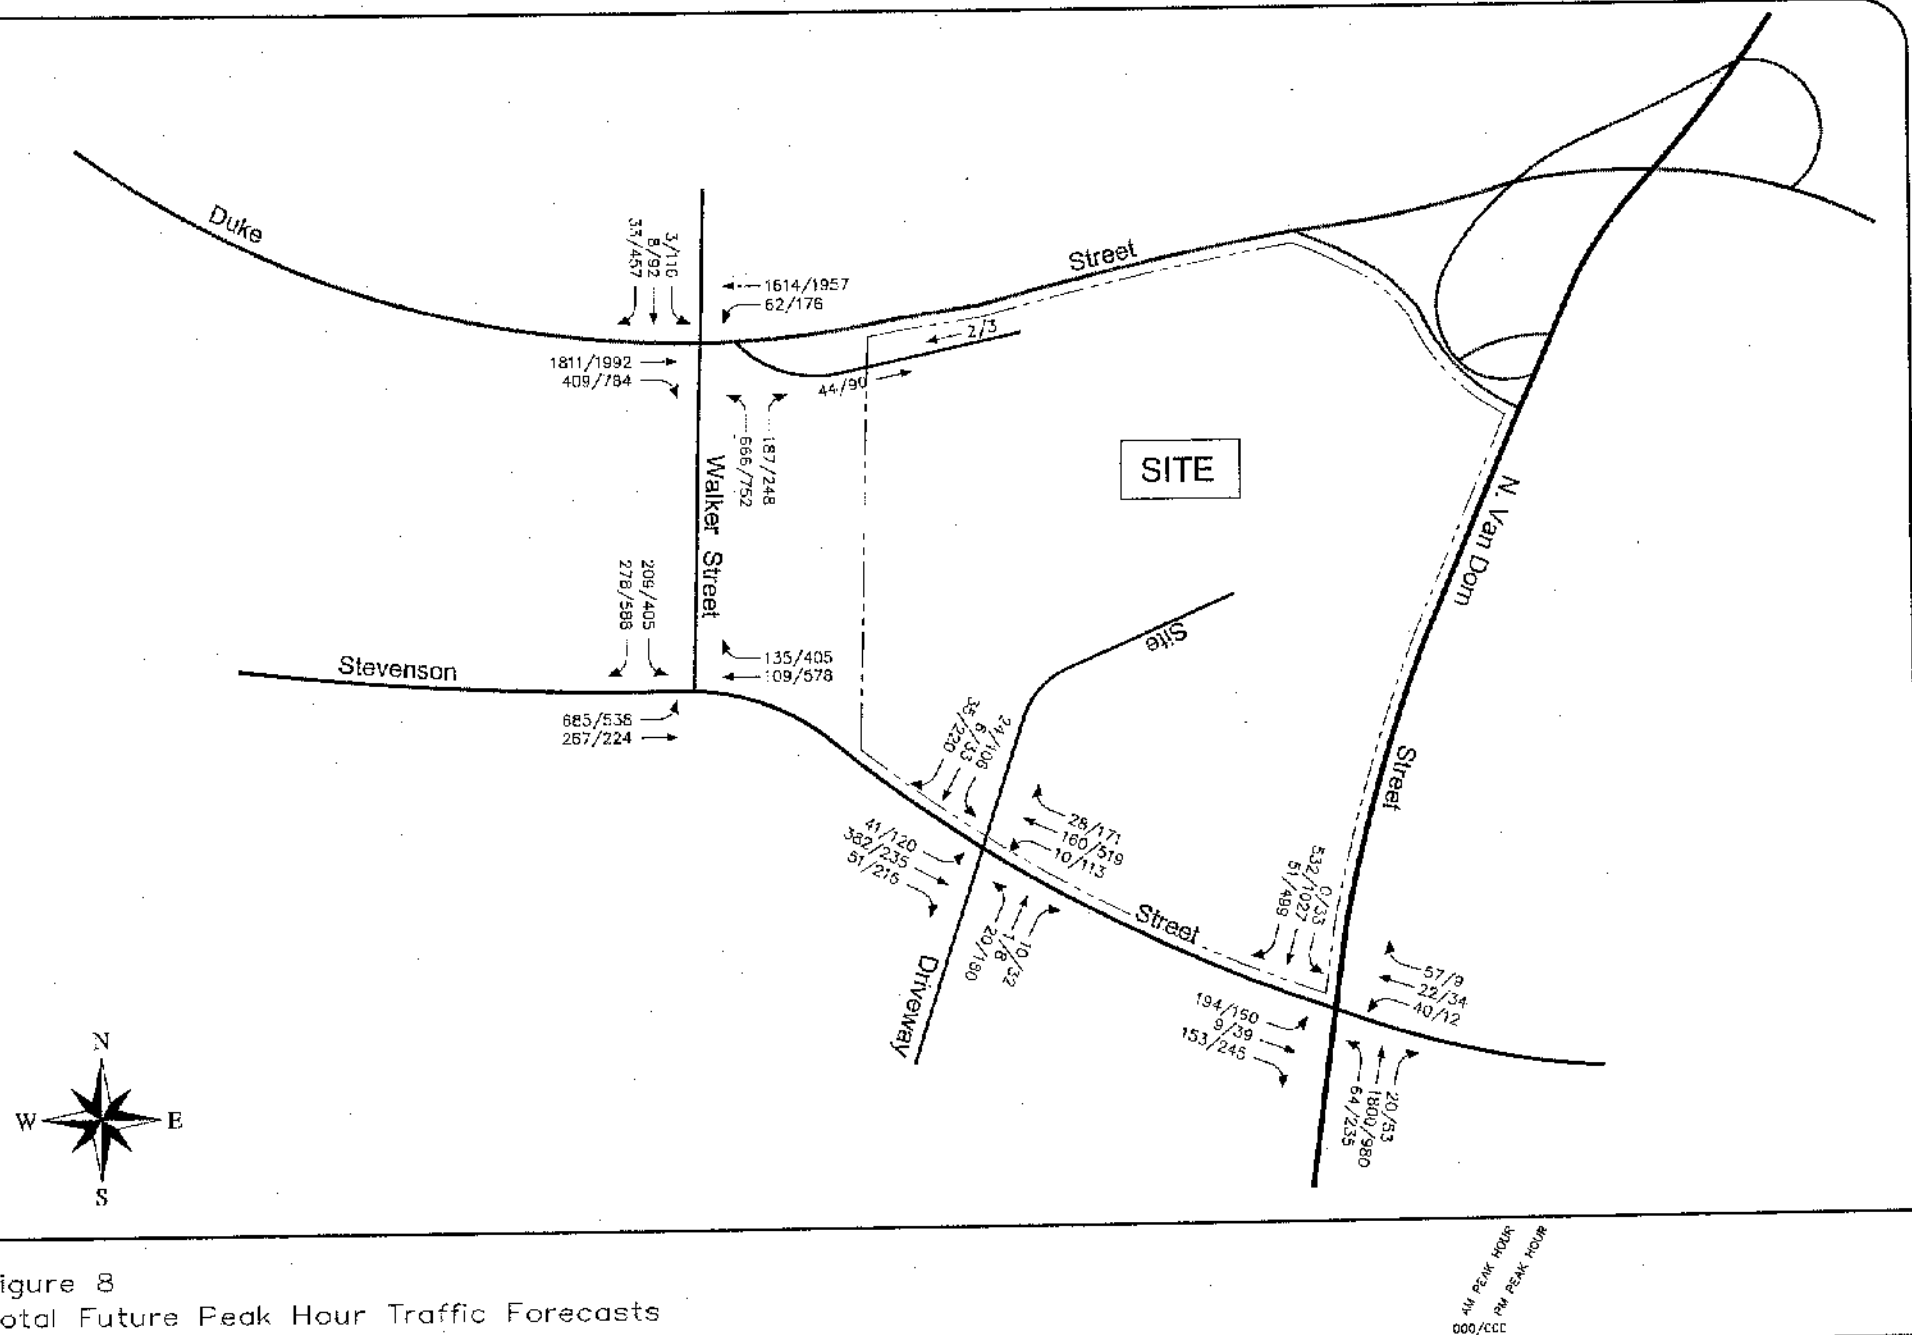 Duke
33/457
8/92
3/116
1614/1957
62/176
Street
2/3
44/90
1811/1992
409/784
666/752
187/248
SITE
Walker Street
N. Van Dorn
278/588
209/405
135/405
109/578
Site
Stevenson
685/538
267/224
35/220
6/33
24/106
Street
28/171
160/519
10/113
41/120
382/235
51/216
51/499
532/1027
0/33
Street
20/180
1/8
10/32
Driveway
57/9
22/34
40/12
194/160
9/39
153/245
64/235
1800/980
20/53
N
W
E
S
AM PEAK HOUR
PM PEAK HOUR
000/CCC
igure 8
otal Future Peak Hour Traffic Forecasts